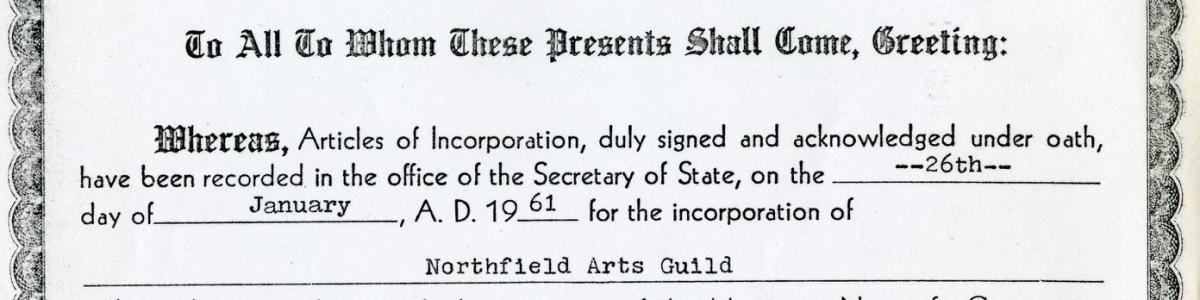 To All To Whom These Presents Shall Come, Greeting:
Whereas, Articles of Incorporation, duly signed and acknowledged under oath,
have been recorded in the office of the Secretary of State, on the --26th--
day of January, A. D. 19 61 for the incorporation of
Northfield Arts Guild